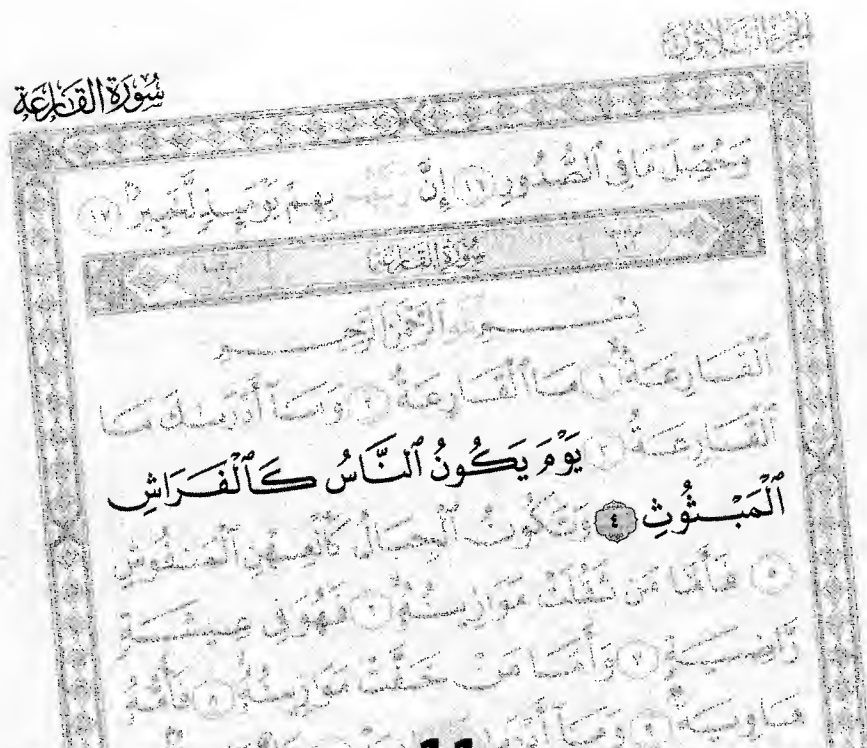 الجزء الثلاثون
سُورَةُ القَارِعَةِ
وَحُصِّلَ مَا فِي ٱلصُّدُورِ ١٠ إِنَّ رَبَّهُم بِهِمْ يَوْمَئِذٍ لَّخَبِيرٌ ١١
سُورَةُ القَارِعَةِ
بِسْمِ ٱللَّهِ ٱلرَّحْمَٰنِ ٱلرَّحِيمِ
ٱلْقَارِعَةُ ١ مَا ٱلْقَارِعَةُ ٢ وَمَآ أَدْرَىٰكَ مَا
ٱلْقَارِعَةُ ٣ يَوْمَ يَكُونُ ٱلنَّاسُ كَٱلْفَرَاشِ
ٱلْمَبْثُوثِ ٤ وَتَكُونُ ٱلْجِبَالُ كَٱلْعِهْنِ ٱلْمَنفُوشِ
٥ فَأَمَّا مَن ثَقُلَتْ مَوَٰزِينُهُۥ ٦ فَهُوَ فِى عِيشَةٍ
رَّاضِيَةٍ ٧ وَأَمَّا مَنْ خَفَّتْ مَوَٰزِينُهُۥ ٨ فَأُمُّهُۥ
هَاوِيَةٌ ٩ وَمَآ أَدْرَىٰكَ